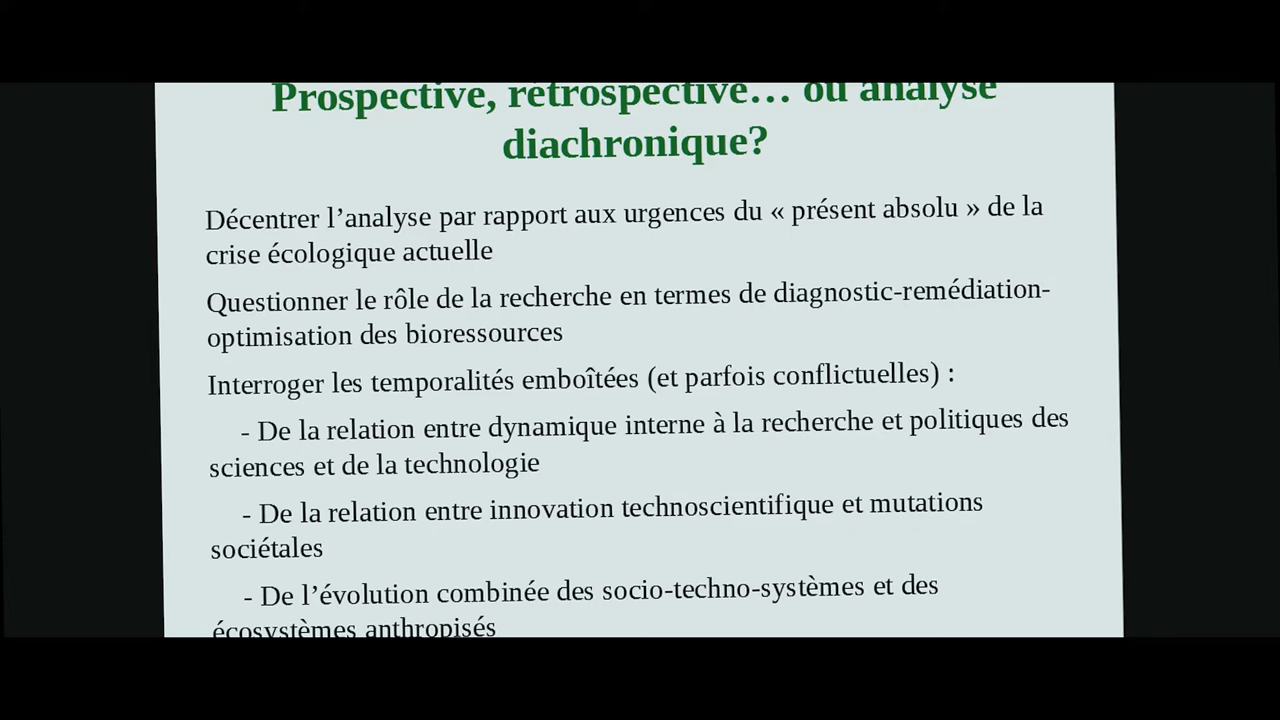 Prospective, rétrospective… ou analyse
diachronique?
Décentrer l’analyse par rapport aux urgences du « présent absolu » de la
crise écologique actuelle
Questionner le rôle de la recherche en termes de diagnostic-remédiation-
optimisation des bioressources
Interroger les temporalités emboîtées (et parfois conflictuelles) :
- De la relation entre dynamique interne à la recherche et politiques des
sciences et de la technologie
- De la relation entre innovation technoscientifique et mutations
sociétales
- De l’évolution combinée des socio-techno-systèmes et des
écosystèmes anthropisés